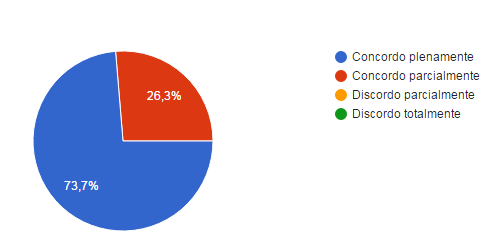 Concordo plenamente
Concordo parcialmente
Discordo parcialmente
Discordo totalmente
26,3%
73,7%